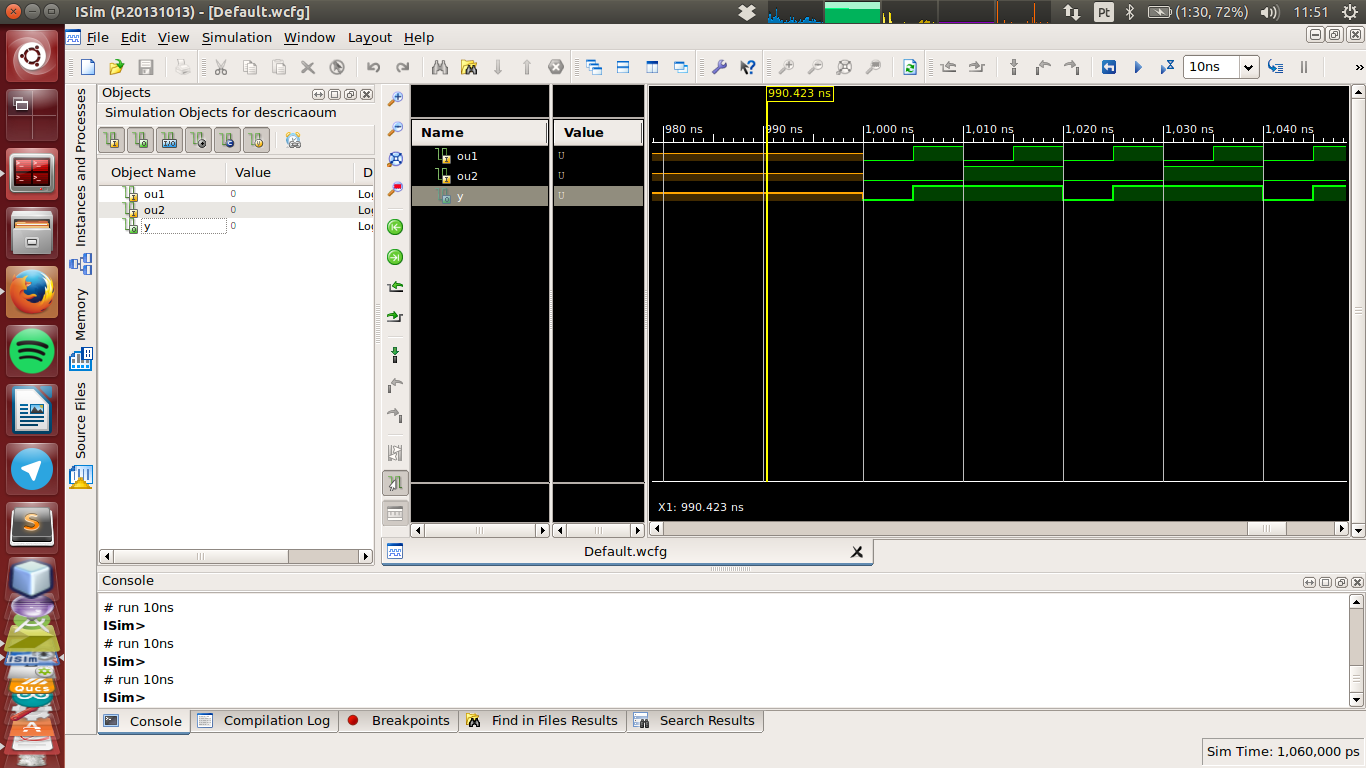 ISim (P.20131013) - [Default.wcfg]
Pt
(1:30, 72%)
11:51
File Edit View Simulation Window Layout Help
10ns
»
Instances and Processes
Memory
Source Files
Objects
Simulation Objects for descricaoum
Object Name Value D
ou1 0 Log
ou2 0 Log
y 0 Log
Name Value
ou1 U
ou2 U
y U
990.423 ns
980 ns 990 ns 1,000 ns 1,010 ns 1,020 ns 1,030 ns 1,040 ns
X1: 990.423 ns
Default.wcfg
Console
# run 10ns
ISim>
# run 10ns
ISim>
# run 10ns
ISim>
Console Compilation Log Breakpoints Find in Files Results Search Results
Sim Time: 1,060,000 ps
ISim
Qucs